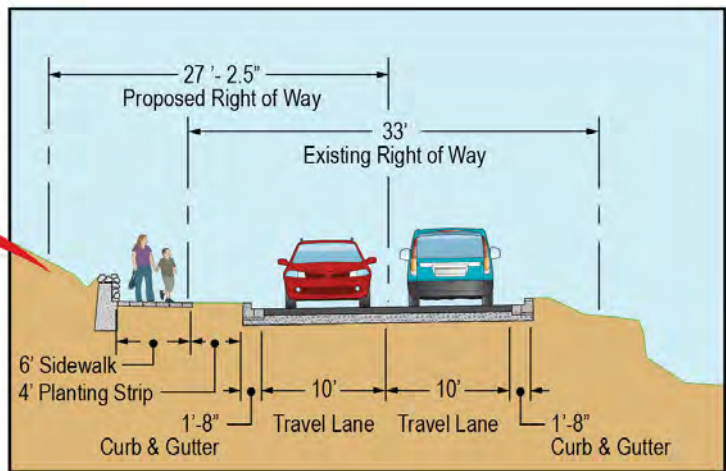 27 '- 2.5"
Proposed Right of Way
33'
Existing Right of Way
6' Sidewalk
4' Planting Strip
10'
10'
1'-8"
Curb & Gutter
Travel Lane
Travel Lane
1'-8"
Curb & Gutter